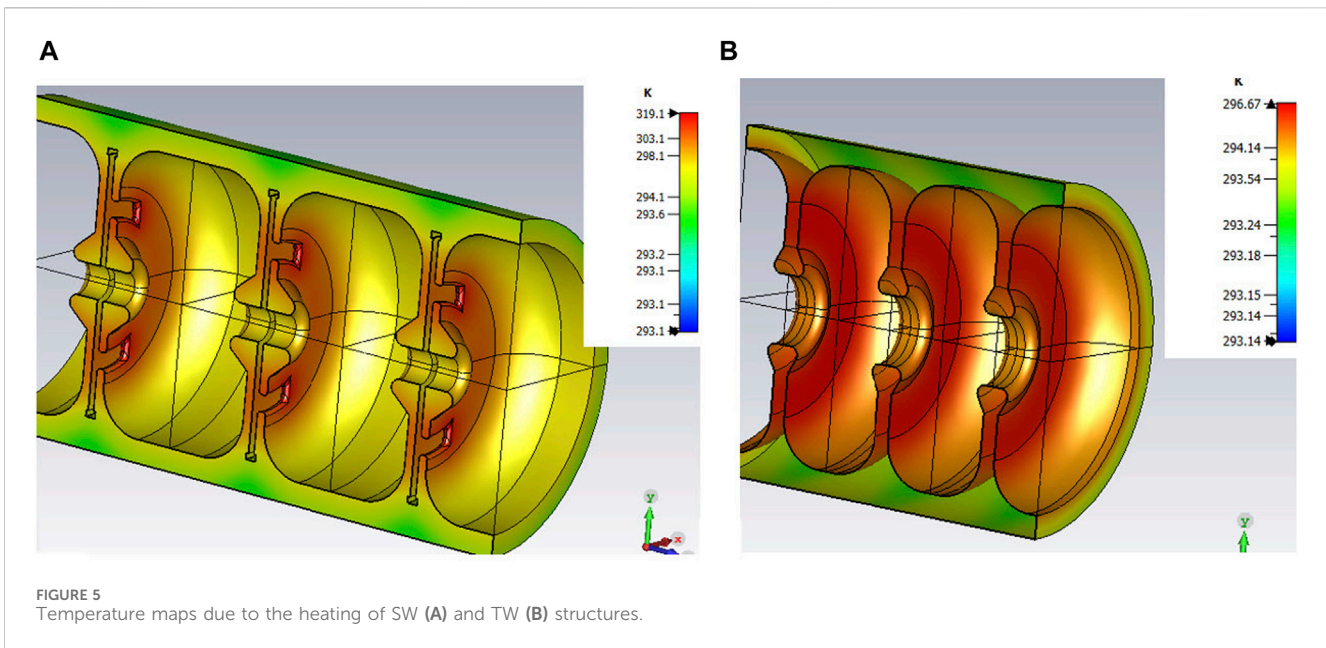 A
B
K
319.1
303.1
298.1
294.1
293.6
293.2
293.1
293.1
293.1
K
296.67
294.14
293.54
293.24
293.18
293.15
293.14
293.14
y
x
y
FIGURE 5
Temperature maps due to the heating of SW (A) and TW (B) structures.